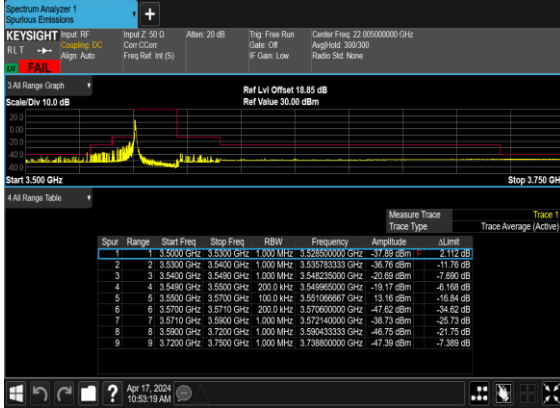 Spectrum Analyzer 1
Spurious Emissions
KEYSIGHT Input: RF Input Z: 50 Ω Atten: 20 dB Trig: Free Run Center Freq: 22.005000000 GHz
RLT Coupling: DC Corr CCorr Gate: Off Avg|Hold: 300/300
Align: Auto Freq Ref: Int (S) IF Gain: Low Radio Std: None
FAIL
3 All Range Graph
Ref Lvl Offset 18.85 dB
Scale/Div 10.0 dB Ref Value 30.00 dBm
20.0
0.00
-20.0
-40.0
-60.0
Start 3.500 GHz Stop 3.750 GH
4 All Range Table
Measure Trace Trace 1
Trace Type Trace Average (Active)
Spur Range Start Freq Stop Freq RBW Frequency Amplitude ΔLimit
1 1 3.5000 GHz 3.5300 GHz 1.000 MHz 3.528500000 GHz -37.89 dBm F 2.112 dB
2 2 3.5300 GHz 3.5400 GHz 1.000 MHz 3.535783333 GHz -36.76 dBm -11.76 dB
3 3 3.5400 GHz 3.5490 GHz 1.000 MHz 3.548235000 GHz -20.69 dBm -7.690 dB
4 4 3.5490 GHz 3.5500 GHz 200.0 kHz 3.549965000 GHz -19.17 dBm -6.168 dB
5 5 3.5500 GHz 3.5700 GHz 100.0 kHz 3.551066667 GHz 13.16 dBm -16.84 dB
6 6 3.5700 GHz 3.5710 GHz 200.0 kHz 3.570600000 GHz -47.62 dBm -34.62 dB
7 7 3.5710 GHz 3.5900 GHz 1.000 MHz 3.572140000 GHz -38.73 dBm -25.73 dB
8 8 3.5900 GHz 3.7200 GHz 1.000 MHz 3.590433333 GHz -46.75 dBm -21.75 dB
9 9 3.7200 GHz 3.7500 GHz 1.000 MHz 3.738800000 GHz -47.39 dBm -7.389 dB
Apr 17, 2024
10:53:19 AM